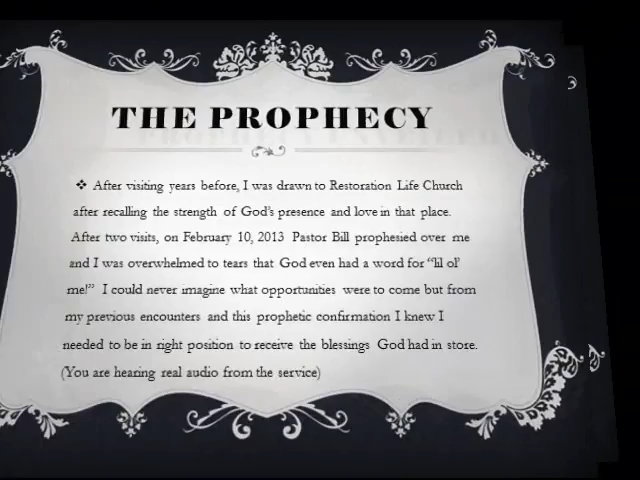 THE PROPHECY
❖ After visiting years before, I was drawn to Restoration Life Church
after recalling the strength of God's presence and love in that place.
After two visits, on February 10, 2013 Pastor Bill prophesied over me
and I was overwhelmed to tears that God even had a word for "lil ol'
me!" I could never imagine what opportunities were to come but from
my previous encounters and this prophetic confirmation I knew I
needed to be in right position to receive the blessings God had in store.
(You are hearing real audio from the service)